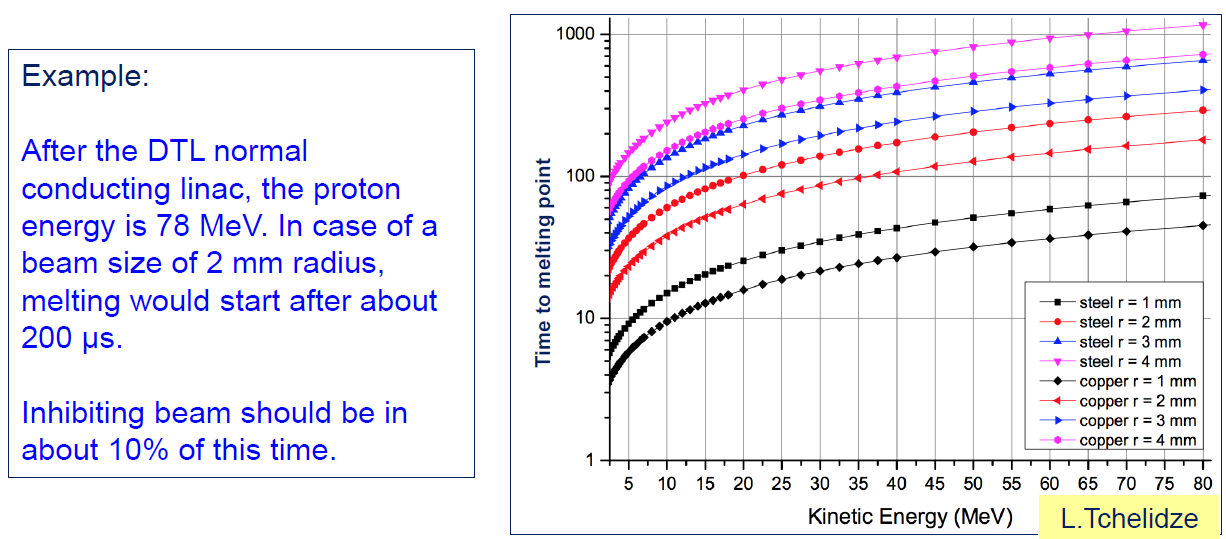 Example:
After the DTL normal
conducting linac, the proton
energy is 78 MeV. In case of a
beam size of 2 mm radius,
melting would start after about
200 µs.
Inhibiting beam should be in
about 10% of this time.
Time to melting point
1000
100
10
1
steel r = 1 mm
steel r = 2 mm
steel r = 3 mm
steel r = 4 mm
copper r = 1 mm
copper r = 2 mm
copper r = 3 mm
copper r = 4 mm
5 10 15 20 25 30 35 40 45 50 55 60 65 70 75 80
Kinetic Energy (MeV)
L.Tchelidze